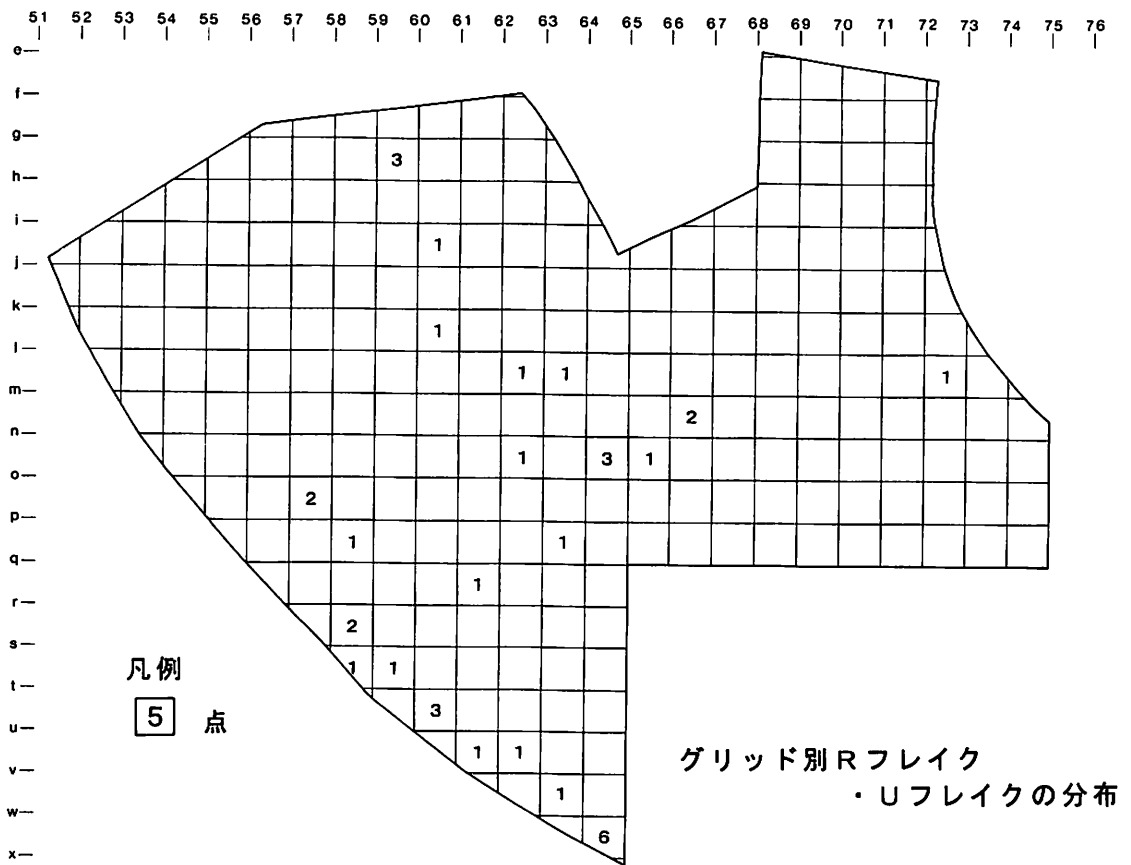 51 52 53 54 55 56 57 58 59 60 61 62 63 64 65 66 67 68 69 70 71 72 73 74 75 76
e
f
g
3
h
i
1
j
k
1
l
1 1 1
m
2
n
1 3 1
o
2
p
1 1
q
1
r
2
s
1 1
t
3
u
1 1
v
1
w
6
x
凡例
5 点
グリッド別Rフレイク
・Uフレイクの分布